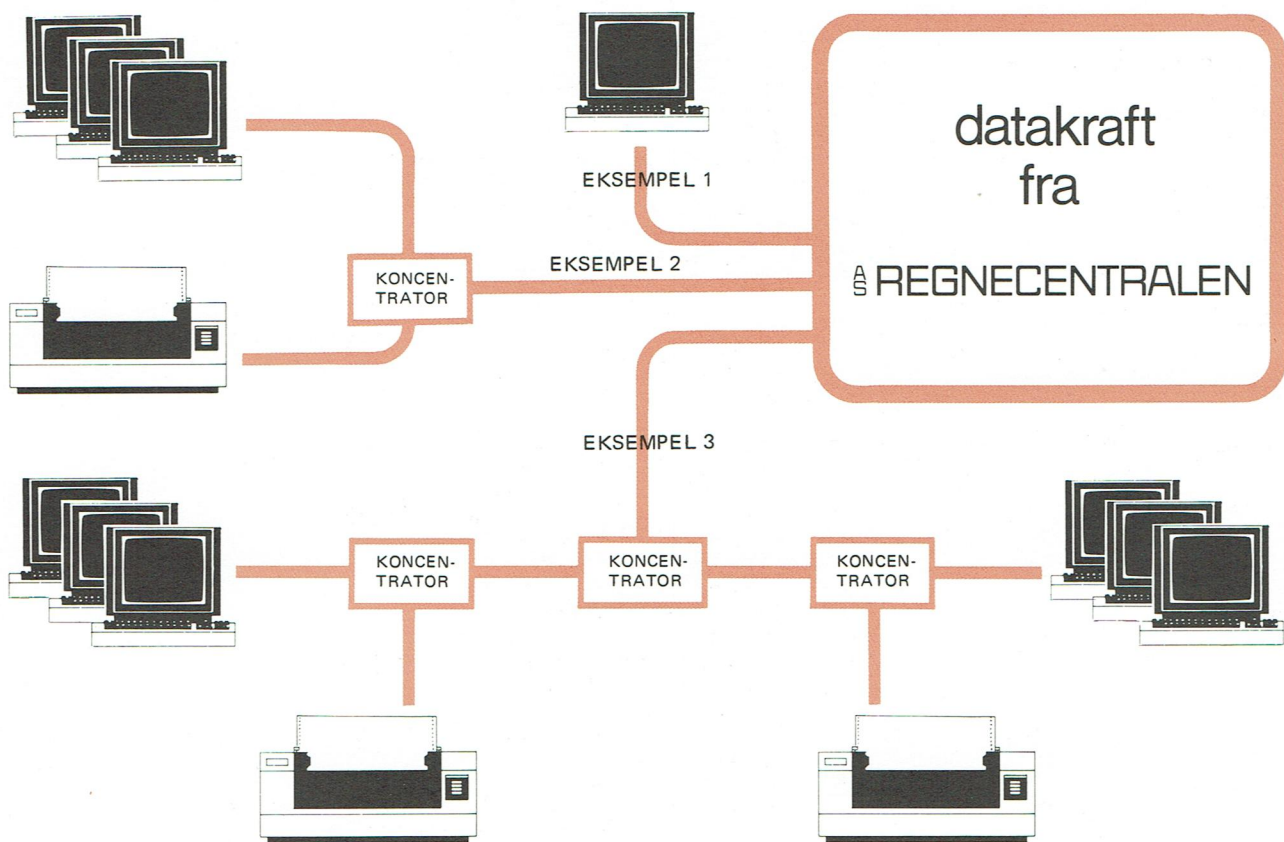 datakraft
fra
A/S REGNECENTRALEN
EKSEMPEL 1
EKSEMPEL 2
KONCEN-
TRATOR
EKSEMPEL 3
KONCEN-
TRATOR
KONCEN-
TRATOR
KONCEN-
TRATOR